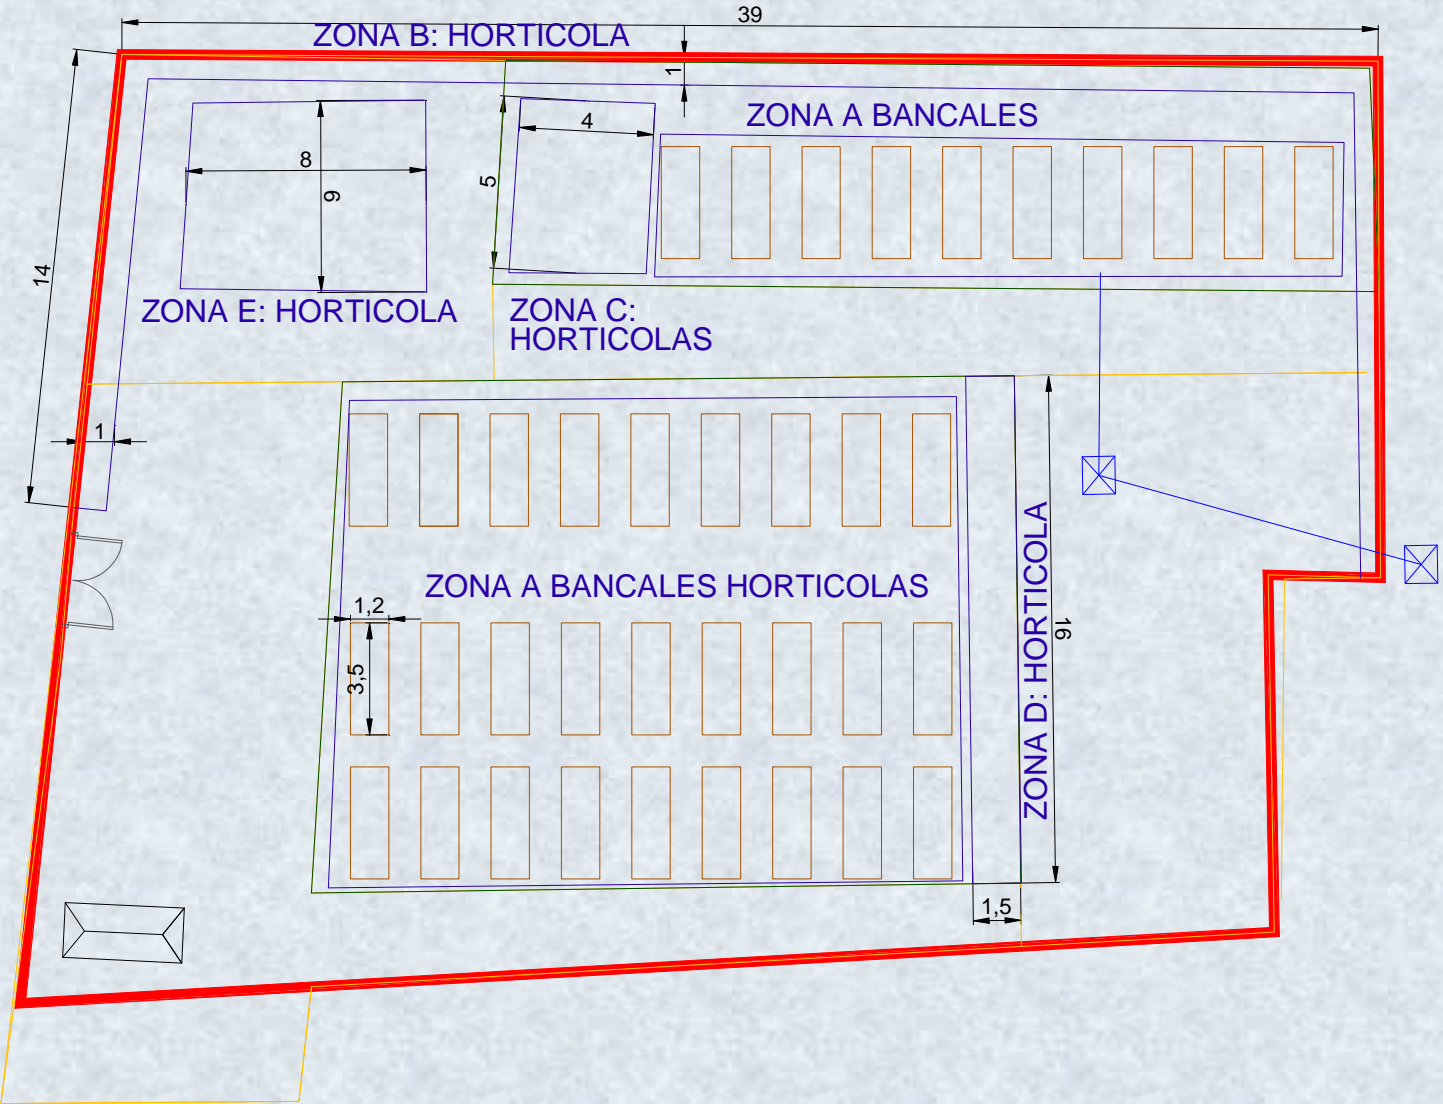 39
ZONA B: HORTICOLA
1
ZONA A BANCALES
4
8
5
6
14
ZONA E: HORTICOLA
ZONA C:
HORTICOLAS
1
ZONA D: HORTICOLA
ZONA A BANCALES HORTICOLAS
1,2
16
3,5
1,5